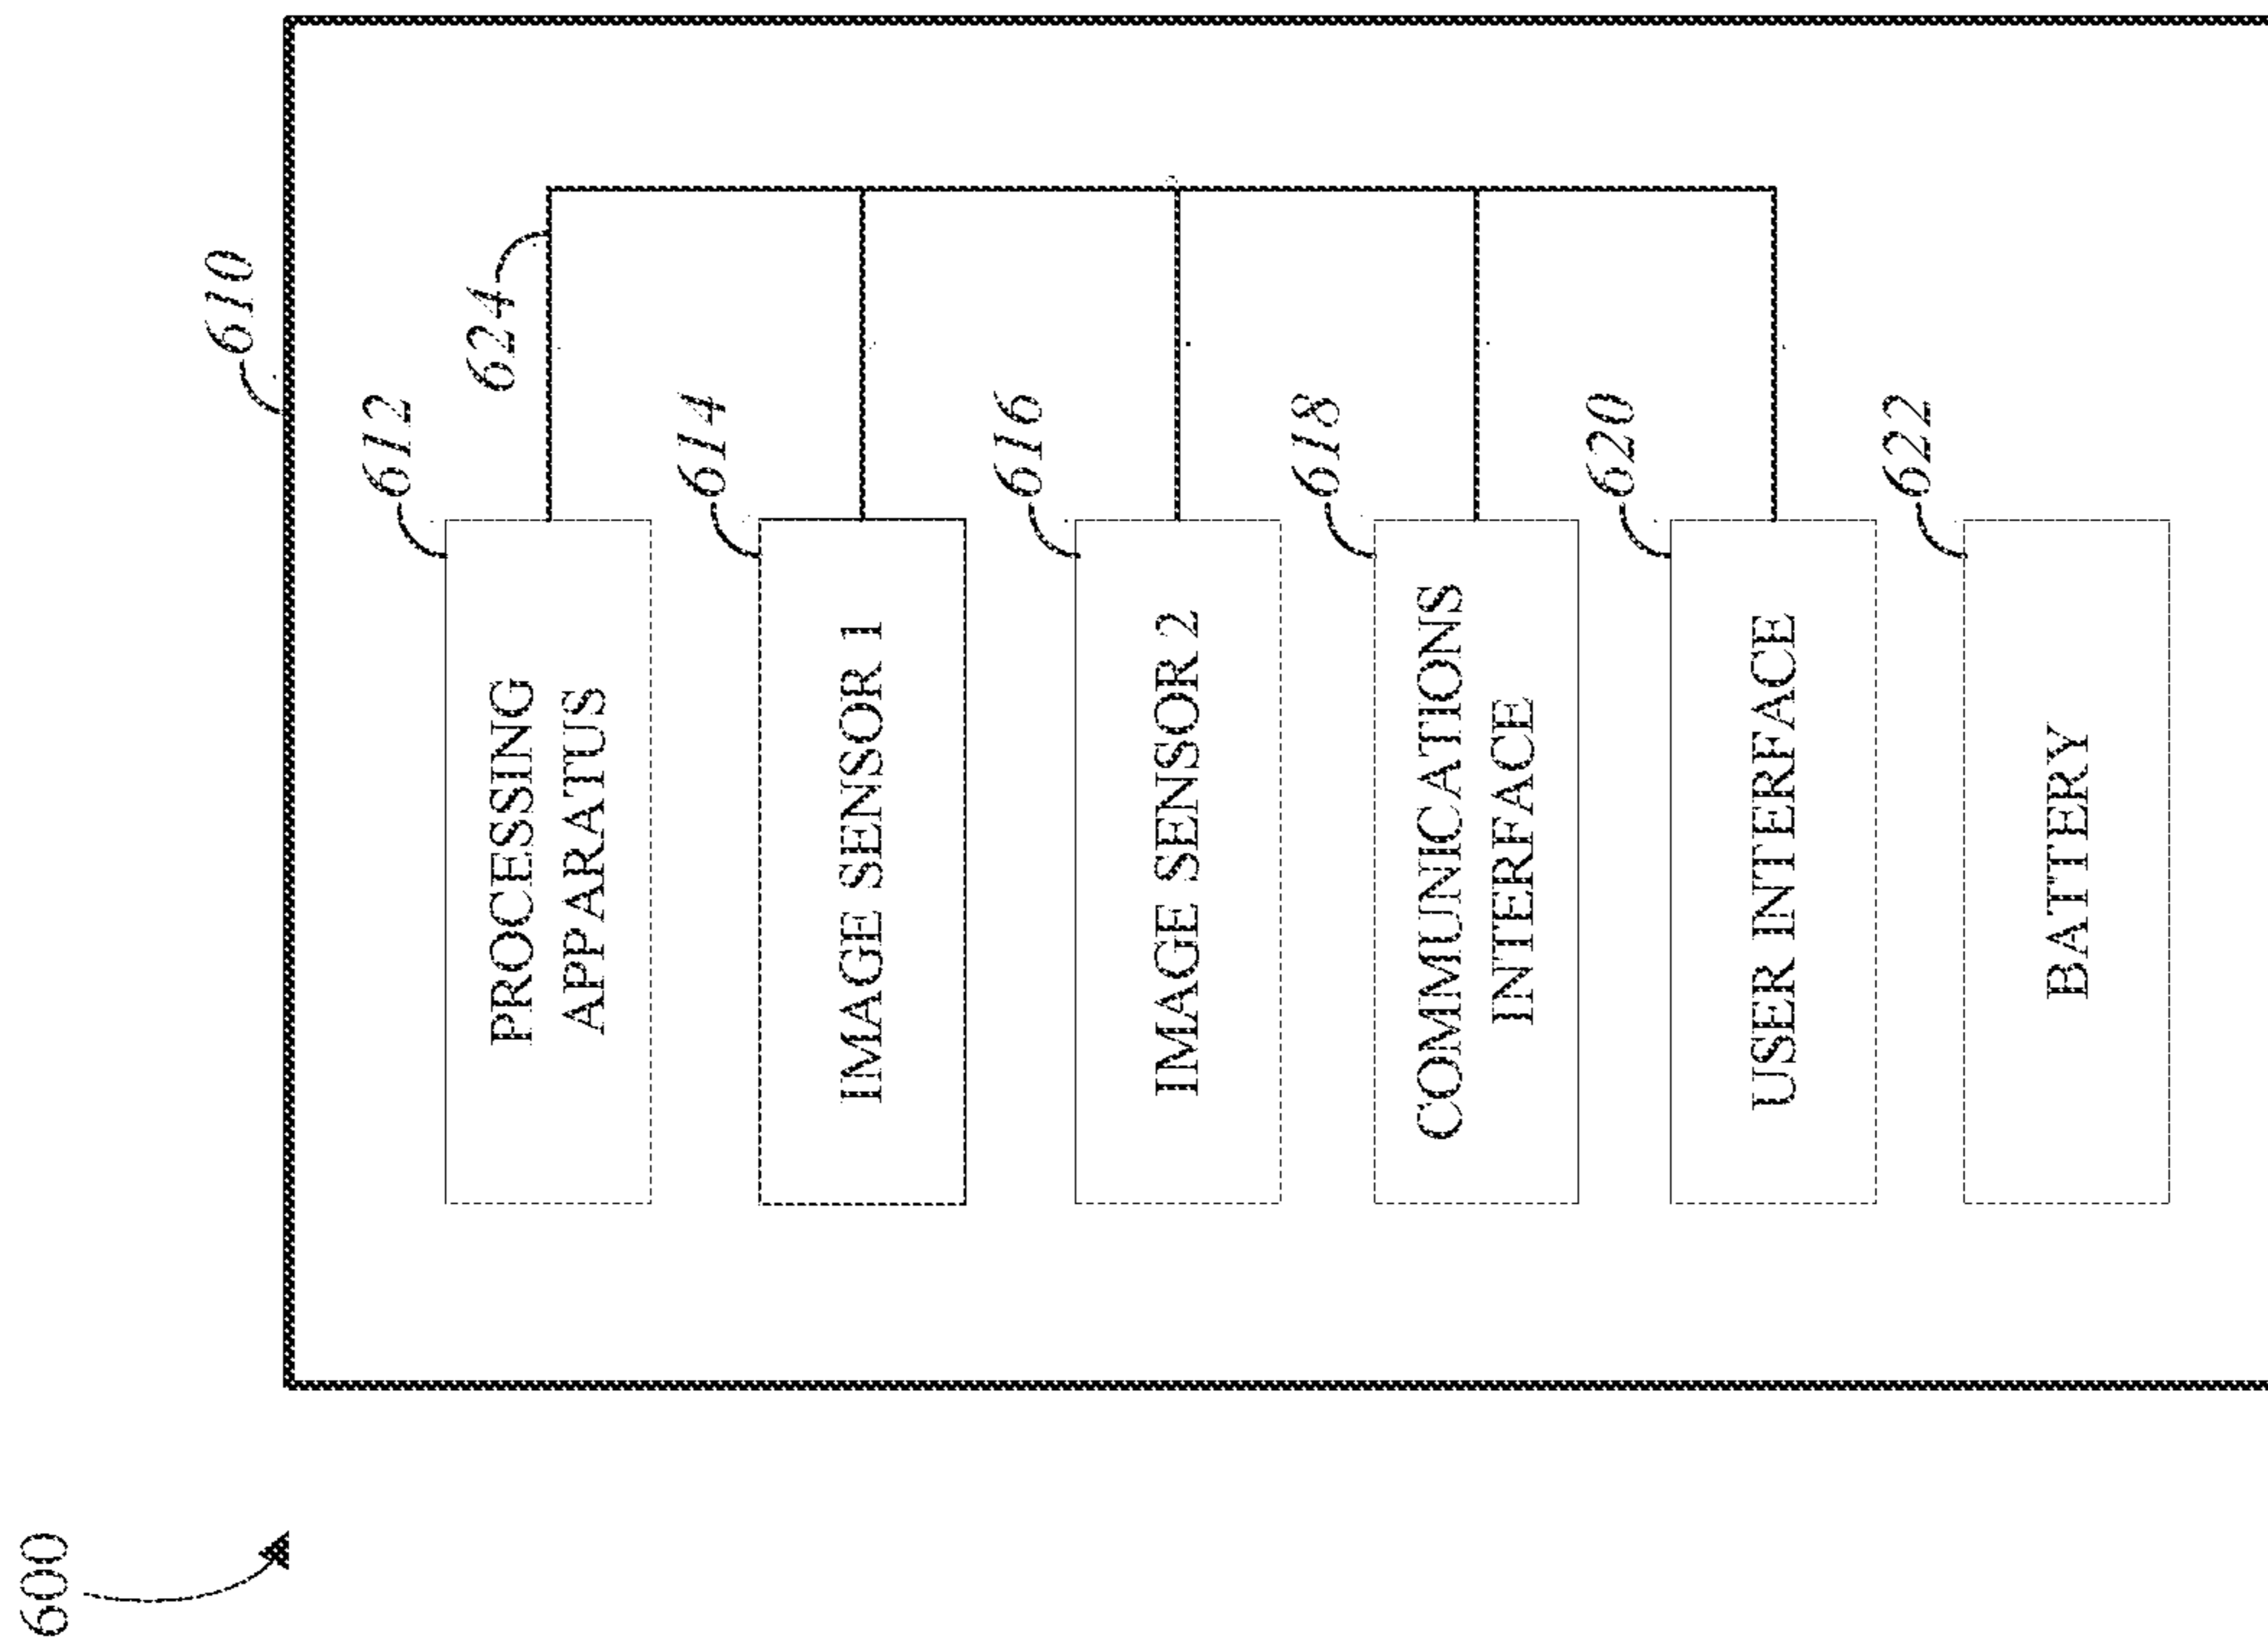 600
610
624
612
PROCESSING
APPARATUS
614
IMAGE SENSOR 1
616
IMAGE SENSOR 2
618
COMMUNICATIONS
INTERFACE
620
USER INTERFACE
622
BATTERY